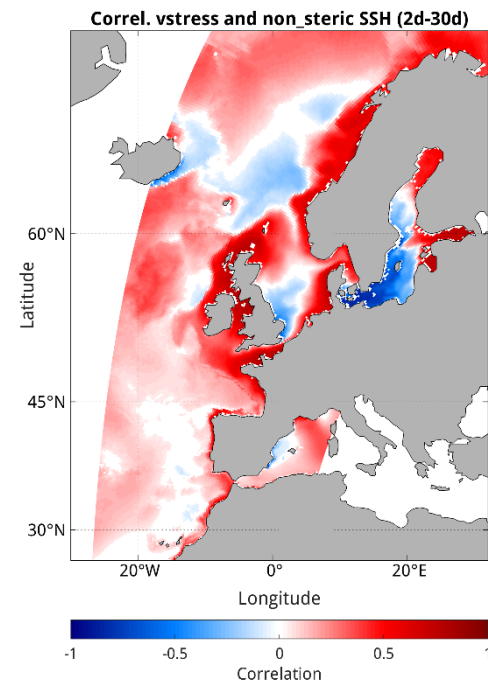 Correl. vstress and non_steric SSH (2d-30d)
60°N
45°N
30°N
Latitude
20°W 0° 20°E
Longitude
-1 -0.5 0 0.5 1
Correlation